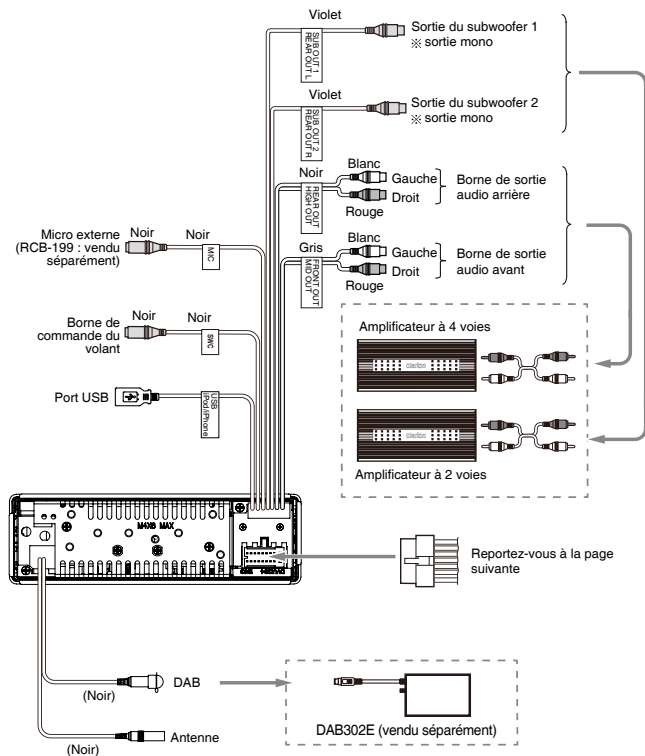 Violet
Sortie du subwoofer 1
※ sortie mono
SUB OUT 1
REAR OUT L
Violet
Sortie du subwoofer 2
※ sortie mono
SUB OUT 2
REAR OUT R
Noir
Blanc
Gauche
Droit
Rouge
Borne de sortie
audio arrière
REAR OUT
HIGH OUT
Gris
Blanc
Gauche
Droit
Rouge
Borne de sortie
audio avant
FRONT OUT
MID OUT
Micro externe
(RCB-199 : vendu
séparément)
Noir
Noir
MIC
Borne de
commande du
volant
Noir
Noir
SWC
Port USB
USB
iPod/iPhone
Amplificateur à 4 voies
clarion
clarion
Amplificateur à 2 voies
M4X6 MAX
Reportez-vous à la page
suivante
(Noir)
DAB
(Noir)
Antenne
DAB302E (vendu séparément)